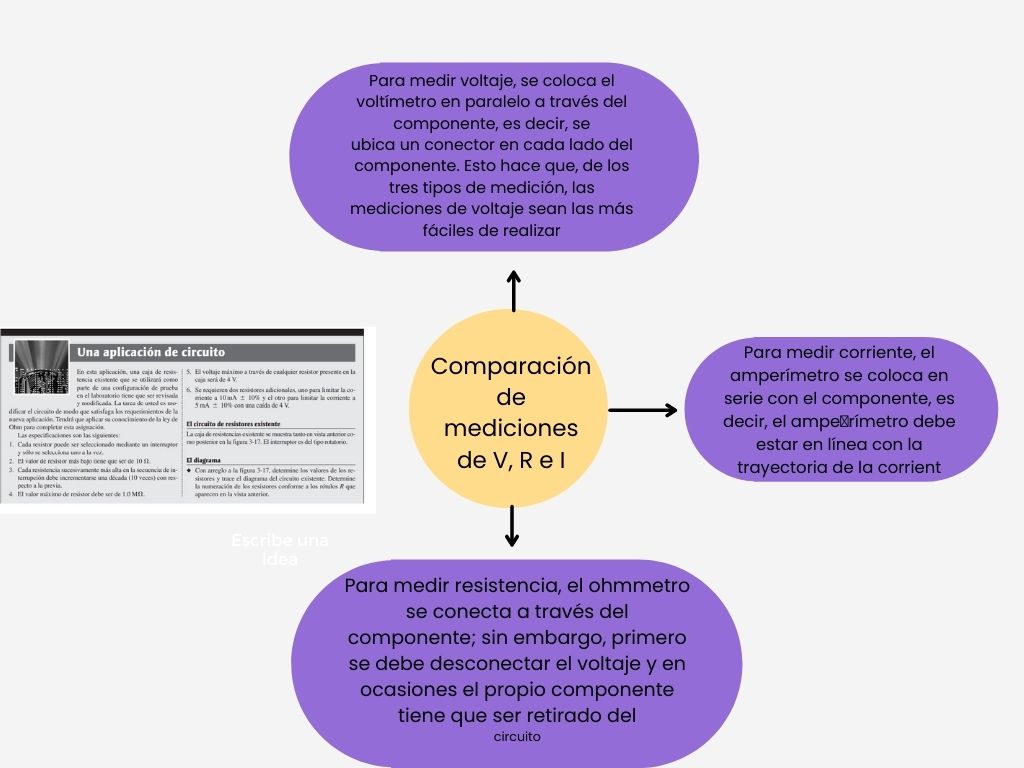 Para medir voltaje, se coloca el
voltímetro en paralelo a través del
componente, es decir, se
ubica un conector en cada lado del
componente. Esto hace que, de los
tres tipos de medición, las
mediciones de voltaje sean las más
fáciles de realizar
Una aplicación de circuito
En esta aplicación, una caja de resis-
tencia existente que se utilizará como
parte de una configuración de prueba
en el laboratorio tiene que ser revisada
y modificada. La tarea de usted es mo-
dificar el circuito de modo que satisfaga los requerimientos de la
nueva aplicación. Tendrá que aplicar su conocimiento de la ley de
Ohm para completar esta asignación.
Las especificaciones son las siguientes:
1. Cada resistor puede ser seleccionado mediante un interruptor
y sólo se selecciona uno a la vez.
2. El valor de resistor más bajo tiene que ser de 10 Ω.
3. Cada resistencia sucesivamente más alta en la secuencia de in-
terrupción debe incrementarse una década (10 veces) con res-
pecto a la previa.
4. El valor máximo de resistor debe ser de 1.0 MΩ.
5. El voltaje máximo a través de cualquier resistor presente en la
caja será de 4 V.
6. Se requieren dos resistores adicionales, uno para limitar la co-
rriente a 10 mA ± 10% y el otro para limitar la corriente a
5 mA ± 10% con una caída de 4 V.
El circuito de resistores existente
La caja de resistencias existente se muestra tanto en vista anterior co-
mo posterior en la figura 3-17. El interruptor es del tipo rotatorio.
El diagrama
◆ Con arreglo a la figura 3-17, determine los valores de los re-
sistores y trace el diagrama del circuito existente. Determine
la numeración de los resistores conforme a los rótulos R que
aparecen en la vista anterior.
Comparación
de
mediciones
de V, R e I
Para medir corriente, el
amperímetro se coloca en
serie con el componente, es
decir, el amperímetro debe
estar en línea con la
trayectoria de la corrient
Escribe una
idea
Para medir resistencia, el ohmmetro
se conecta a través del
componente; sin embargo, primero
se debe desconectar el voltaje y en
ocasiones el propio componente
tiene que ser retirado del
circuito